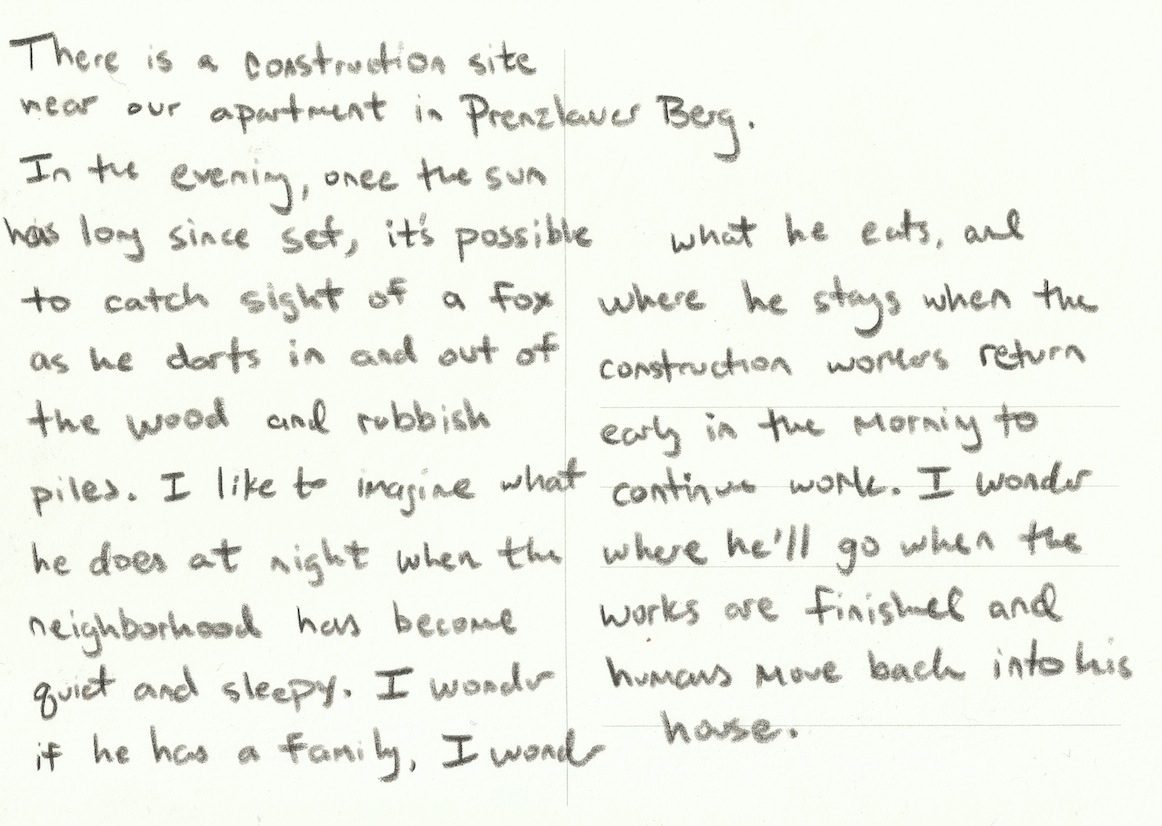 There is a construction site
near our apartment in Prenzlauer Berg.
In the evening, once the sun
has long since set, it's possible
to catch sight of a fox
as he darts in and out of
the wood and rubbish
piles. I like to imagine what
he does at night when the
neighborhood has become
quiet and sleepy. I wonder
if he has a family, I wonder
what he eats, and
where he stays when the
construction workers return
early in the morning to
continue work. I wonder
where he'll go when the
works are finished and
humans move back into his
house.